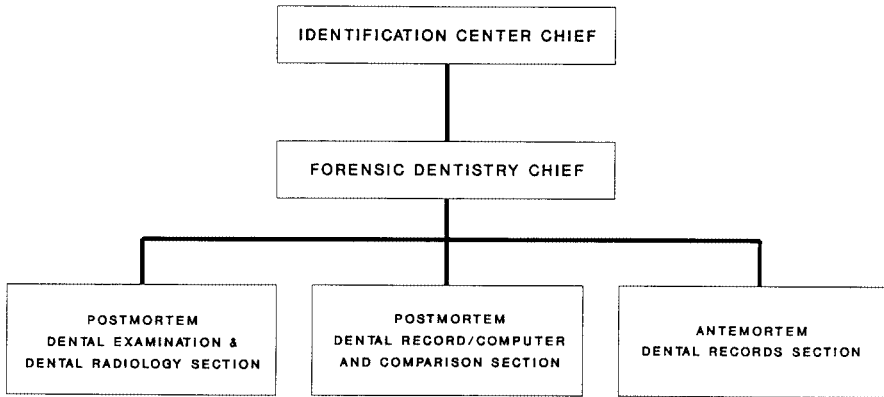 IDENTIFICATION CENTER CHIEF
FORENSIC DENTISTRY CHIEF
POSTMORTEM
DENTAL EXAMINATION &
DENTAL RADIOLOGY SECTION
POSTMORTEM
DENTAL RECORD/COMPUTER
AND COMPARISON SECTION
ANTEMORTEM
DENTAL RECORDS SECTION